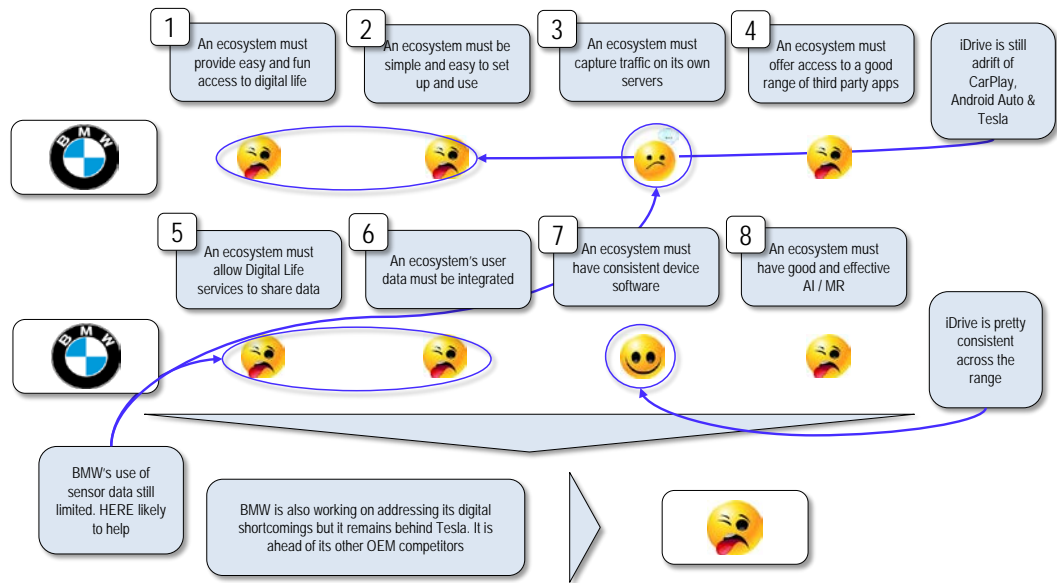 1
An ecosystem must
provide easy and fun
access to digital life
2
An ecosystem must be
simple and easy to set
up and use
3
An ecosystem must
capture traffic on its own
servers
4
An ecosystem must
offer access to a good
range of third party apps
iDrive is still
adrift of
CarPlay,
Android Auto &
Tesla
BMW
5
An ecosystem must
allow Digital Life
services to share data
6
An ecosystem's user
data must be integrated
7
An ecosystem must
have consistent device
software
8
An ecosystem must
have good and effective
AI / MR
BMW
iDrive is pretty
consistent
across the
range
BMW's use of
sensor data still
limited. HERE likely
to help
BMW is also working on addressing its digital
shortcomings but it remains behind Tesla. It is
ahead of its other OEM competitors